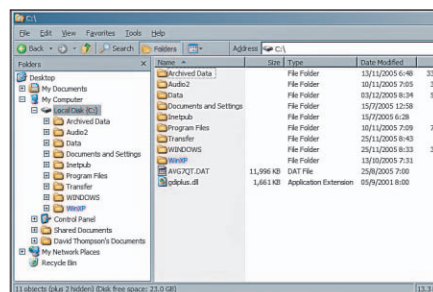 C:\
File Edit View Favorites Tools Help
Back Search Folders Address C:\
Folders
Desktop
My Documents
My Computer
Local Disk (C:)
Archived Data
Audio2
Data
Documents and Settings
Inetpub
Program Files
Transfer
WINDOWS
WinXP
Control Panel
Shared Documents
David Thompson's Documents
My Network Places
Recycle Bin
Name Size Type Date Modified
Archived Data File Folder 13/11/2005 6:48
Audio2 File Folder 10/11/2005 7:05
Data File Folder 03/12/2005 8:34
Documents and Settings File Folder 15/7/2005 12:58
Inetpub File Folder 15/7/2005 6:28
Program Files File Folder 10/11/2005 7:09
Transfer File Folder 25/11/2005 8:43
WINDOWS File Folder 25/11/2005 8:33
WinXP File Folder 13/10/2005 7:31
AVG7QT.DAT 11,996 KB DAT File 25/8/2005 7:00
gdiplus.dll 1,661 KB Application Extension 05/9/2001 8:00
11 objects (plus 2 hidden) (Disk free space: 23.0 GB) 13.3